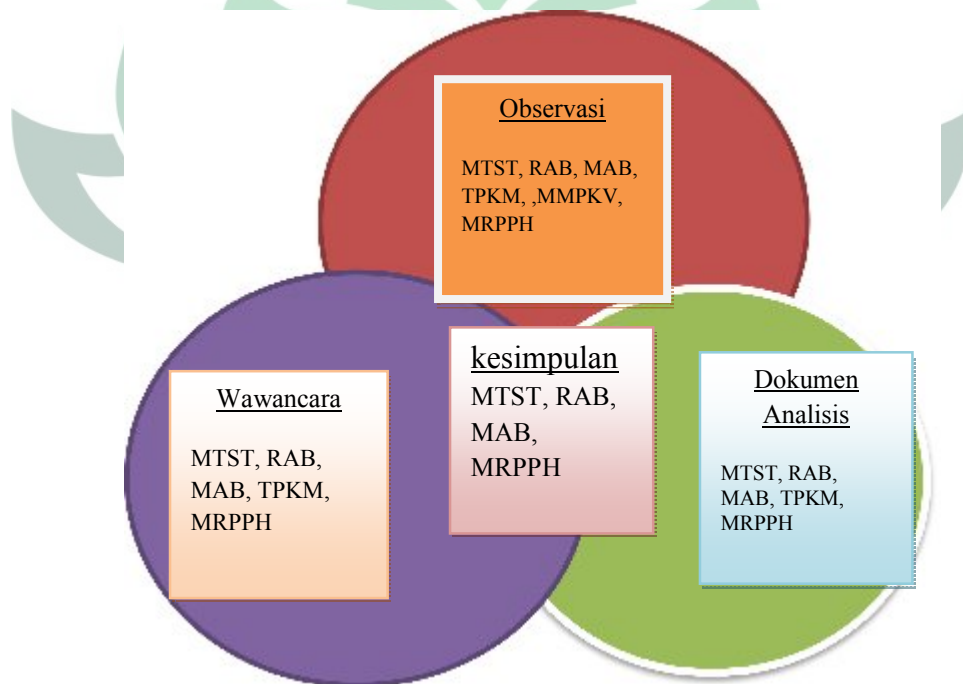 Observasi
MTST, RAB, MAB,
TPKM, ,MMPKV,
MRPPH
Wawancara
MTST, RAB,
MAB, TPKM,
MRPPH
kesimpulan
MTST, RAB,
MAB,
MRPPH
Dokumen
Analisis
MTST, RAB,
MAB, TPKM,
MRPPH